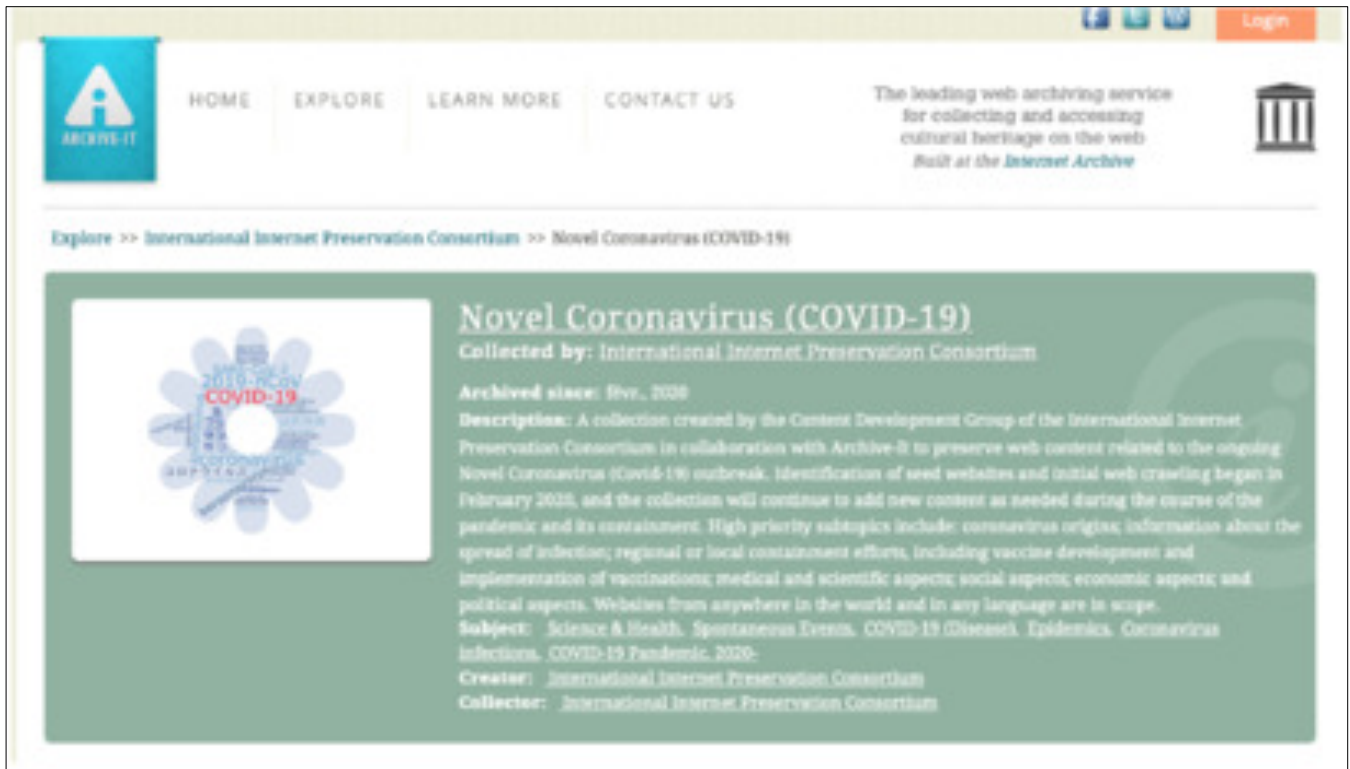 Login
ARCHIVE-IT
HOME EXPLORE LEARN MORE CONTACT US
The leading web archiving service
for collecting and accessing
cultural heritage on the web
Built at the Internet Archive
Explore >> International Internet Preservation Consortium >> Novel Coronavirus (COVID-19)
2019-nCoV
COVID-19
coronavirus
Novel Coronavirus (COVID-19)
Collected by: International Internet Preservation Consortium
Archived since: févr., 2020
Description: A collection created by the Content Development Group of the International Internet
Preservation Consortium in collaboration with Archive-It to preserve web content related to the ongoing
Novel Coronavirus (Covid-19) outbreak. Identification of seed websites and initial web crawling began in
February 2020, and the collection will continue to add new content as needed during the course of the
pandemic and its containment. High priority subtopics include: coronavirus origins; information about the
spread of infection; regional or local containment efforts, including vaccine development and
implementation of vaccinations; medical and scientific aspects; social aspects; economic aspects; and
political aspects. Websites from anywhere in the world and in any language are in scope.
Subject: Science & Health, Spontaneous Events, COVID-19 (Disease), Epidemics, Coronavirus
infections, COVID-19 Pandemic, 2020-
Creator: International Internet Preservation Consortium
Collector: International Internet Preservation Consortium